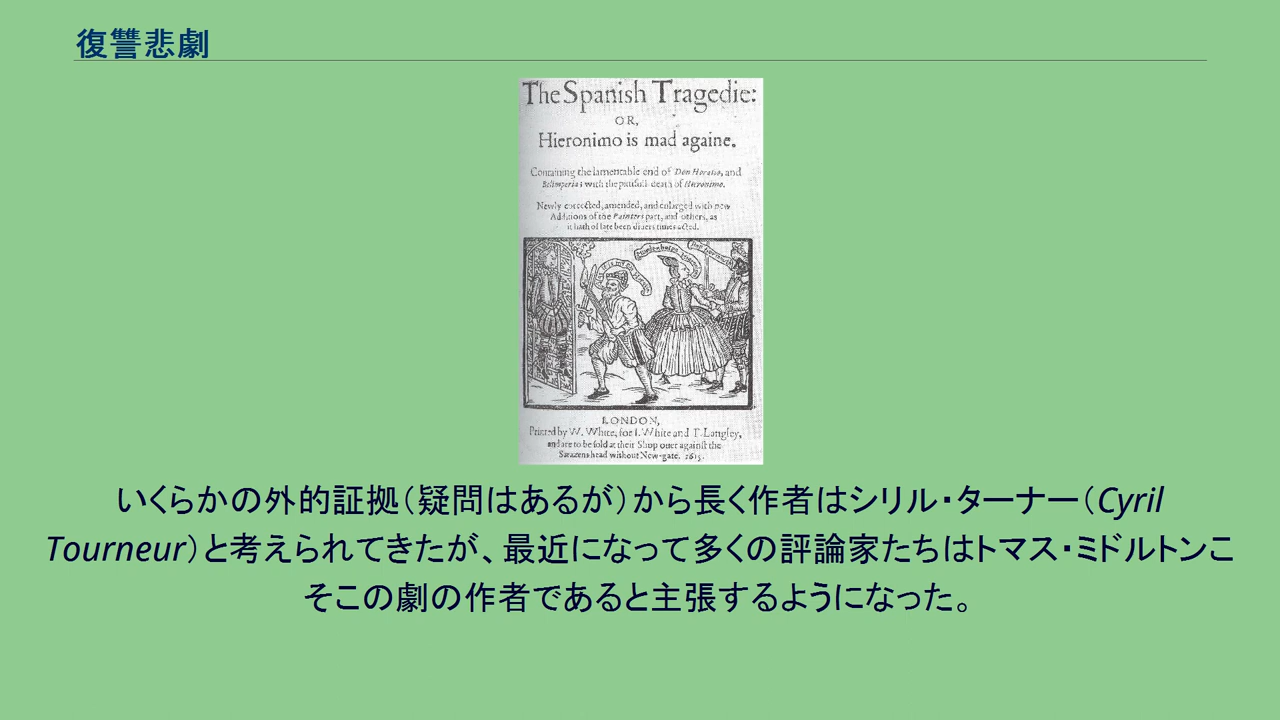 復讐悲劇
The Spanish Tragedie:
OR,
Hieronimo is mad againe.
Containing the lamentable end of Don Horatio, and
Belimperia; with the pittifull death of Hieronimo.
Newly corrected, amended, and enlarged with new
Additions of the Painters part, and others, as
it hath of late been divers times acted.
LONDON,
Printed by W. White, for I. White and T. Langley,
and are to be sold at their Shop ouer against the
Sarazens head without New-gate. 1615.
いくらかの外的証拠（疑問はあるが）から長く作者はシリル・ターナー（Cyril
Tourneur）と考えられてきたが、最近になって多くの評論家たちはトマス・ミドルトンこ
そこの劇の作者であると主張するようになった。